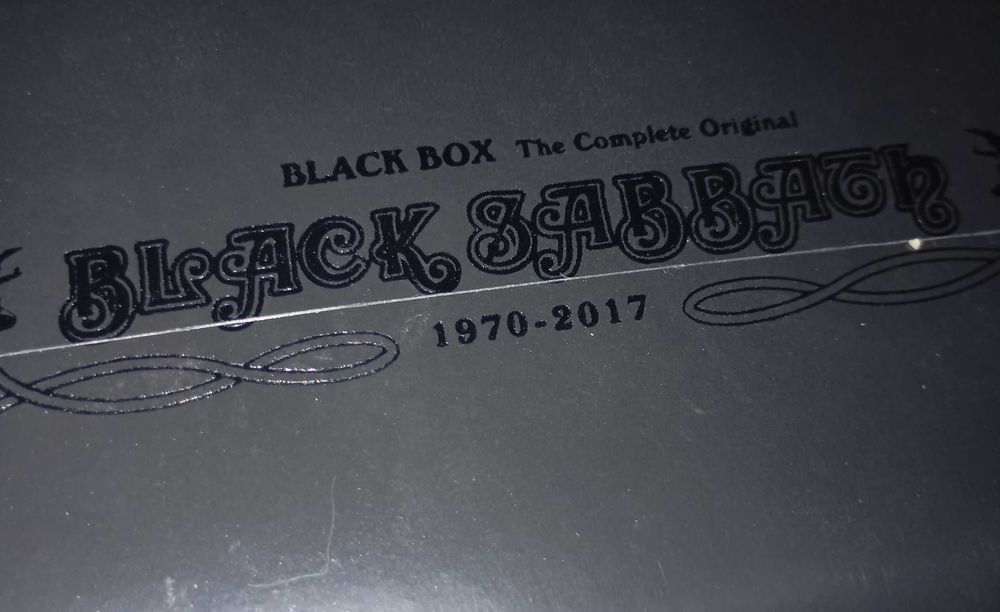 BLACK BOX The Complete Original
BLACK SABBATH
1970-2017